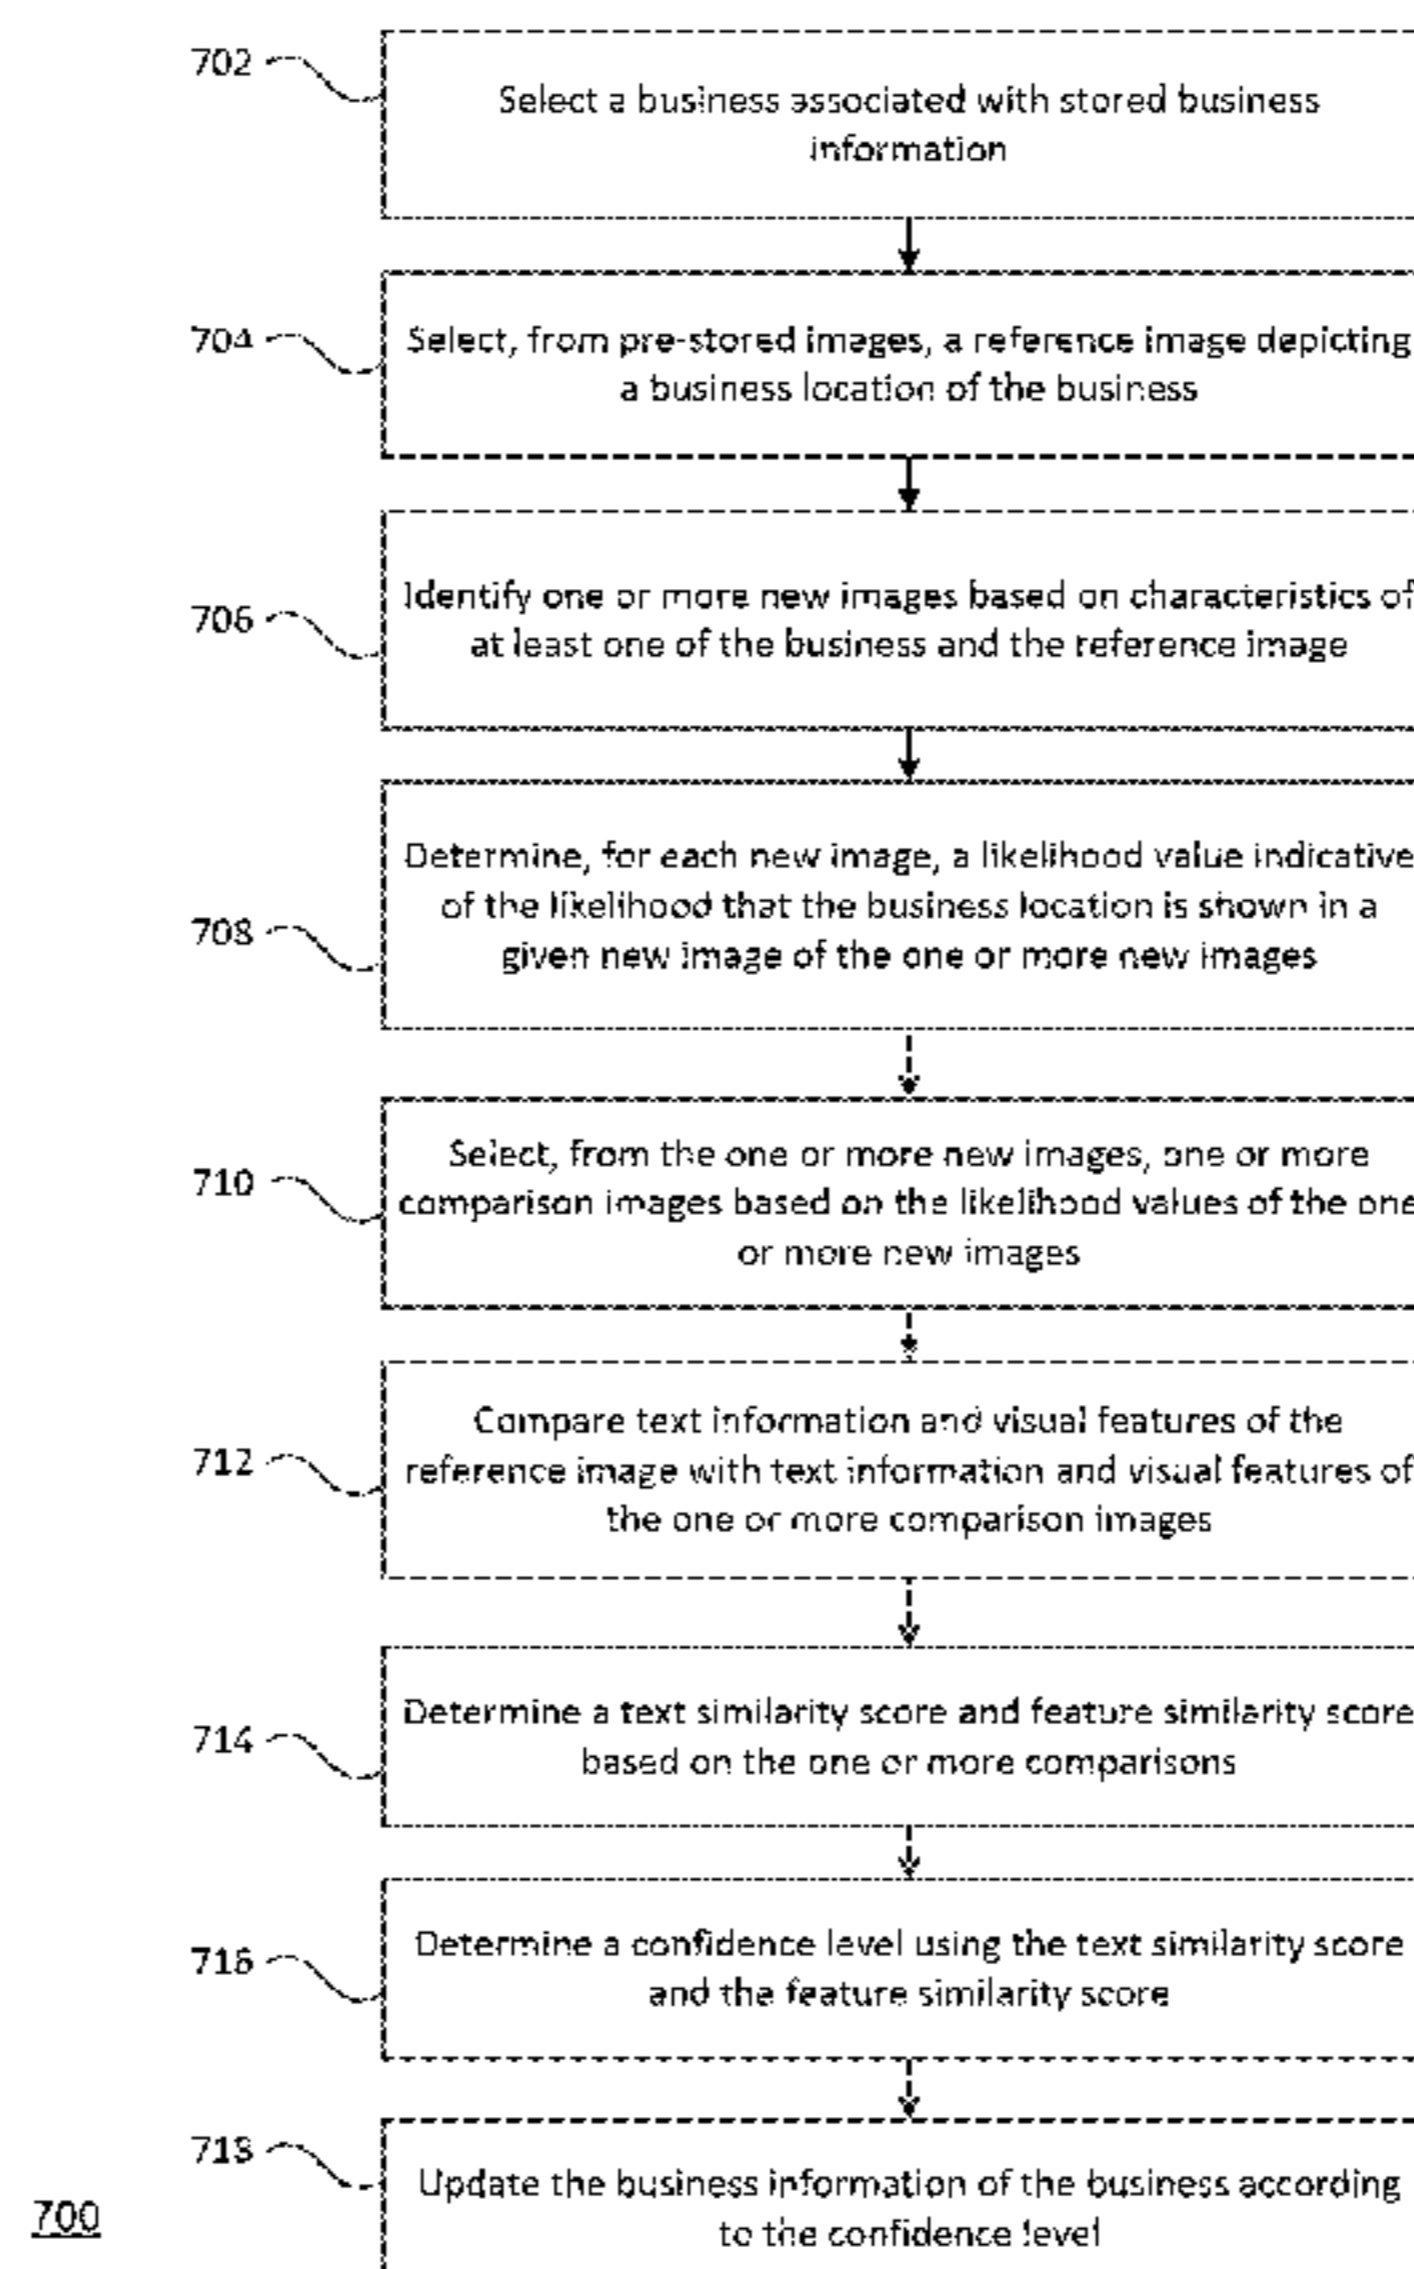 702
Select a business associated with stored business
information
704
Select, from pre-stored images, a reference image depicting
a business location of the business
706
Identify one or more new images based on characteristics of
at least one of the business and the reference image
708
Determine, for each new image, a likelihood value indicative
of the likelihood that the business location is shown in a
given new image of the one or more new images
710
Select, from the one or more new images, one or more
comparison images based on the likelihood values of the one
or more new images
712
Compare text information and visual features of the
reference image with text information and visual features of
the one or more comparison images
714
Determine a text similarity score and feature similarity score
based on the one or more comparisons
716
Determine a confidence level using the text similarity score
and the feature similarity score
718
Update the business information of the business according
to the confidence level
700